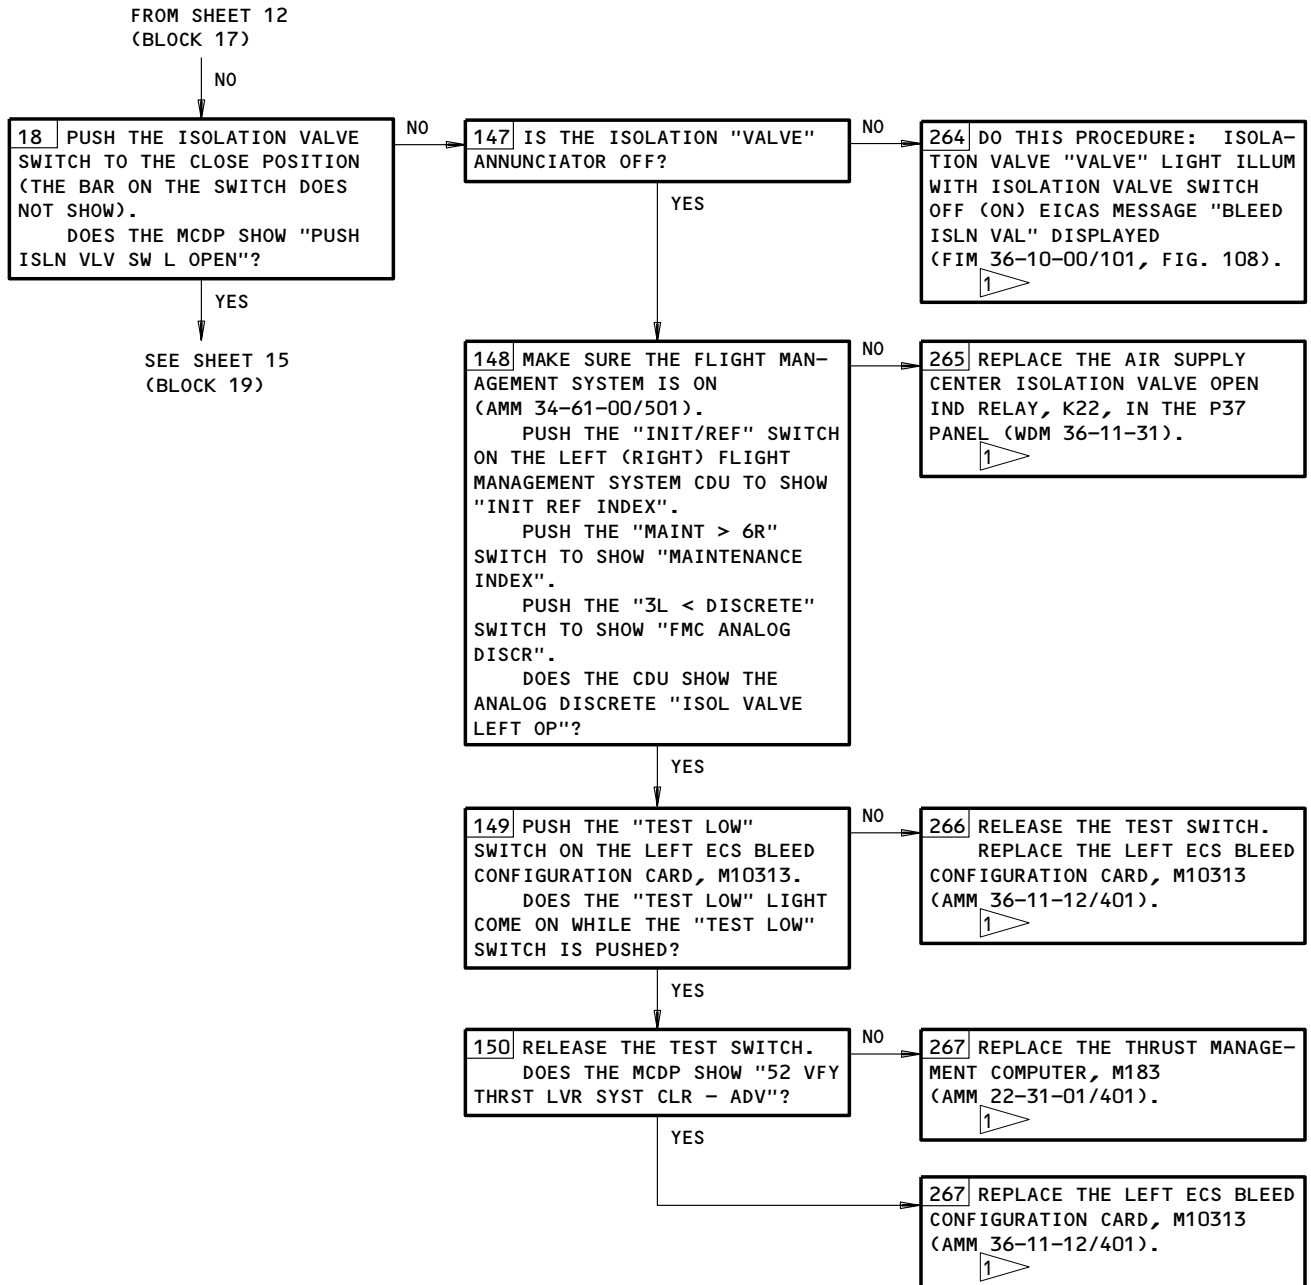 FROM SHEET 12
(BLOCK 17)
NO
18 PUSH THE ISOLATION VALVE
SWITCH TO THE CLOSE POSITION
(THE BAR ON THE SWITCH DOES
NOT SHOW).
DOES THE MCDP SHOW "PUSH
ISLN VLV SW L OPEN"?
NO
YES
SEE SHEET 15
(BLOCK 19)
147 IS THE ISOLATION "VALVE"
ANNUNCIATOR OFF?
NO
YES
264 DO THIS PROCEDURE: ISOLA-
TION VALVE "VALVE" LIGHT ILLUM
WITH ISOLATION VALVE SWITCH
OFF (ON) EICAS MESSAGE "BLEED
ISLN VAL" DISPLAYED
(FIM 36-10-00/101, FIG. 108).
1
148 MAKE SURE THE FLIGHT MAN-
AGEMENT SYSTEM IS ON
(AMM 34-61-00/501).
PUSH THE "INIT/REF" SWITCH
ON THE LEFT (RIGHT) FLIGHT
MANAGEMENT SYSTEM CDU TO SHOW
"INIT REF INDEX".
PUSH THE "MAINT > 6R"
SWITCH TO SHOW "MAINTENANCE
INDEX".
PUSH THE "3L < DISCRETE"
SWITCH TO SHOW "FMC ANALOG
DISCR".
DOES THE CDU SHOW THE
ANALOG DISCRETE "ISOL VALVE
LEFT OP"?
NO
YES
265 REPLACE THE AIR SUPPLY
CENTER ISOLATION VALVE OPEN
IND RELAY, K22, IN THE P37
PANEL (WDM 36-11-31).
1
149 PUSH THE "TEST LOW"
SWITCH ON THE LEFT ECS BLEED
CONFIGURATION CARD, M10313.
DOES THE "TEST LOW" LIGHT
COME ON WHILE THE "TEST LOW"
SWITCH IS PUSHED?
NO
YES
266 RELEASE THE TEST SWITCH.
REPLACE THE LEFT ECS BLEED
CONFIGURATION CARD, M10313
(AMM 36-11-12/401).
1
150 RELEASE THE TEST SWITCH.
DOES THE MCDP SHOW "52 VFY
THRST LVR SYST CLR - ADV"?
NO
YES
267 REPLACE THE THRUST MANAGE-
MENT COMPUTER, M183
(AMM 22-31-01/401).
1
267 REPLACE THE LEFT ECS BLEED
CONFIGURATION CARD, M10313
(AMM 36-11-12/401).
1